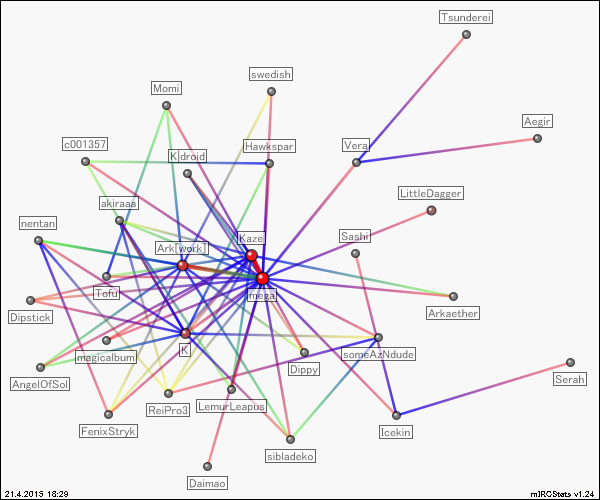 Tsunderei
swedish
Momi
Aegir
c001357
K|droid
Hawkspar
Vera
LittleDagger
akiraaa
nentan
Kaze
Sashi
Ark[work]
Tofu
mega
Dipstick
Arkaether
magicalbum
K
someAzNdude
Dippy
AngelOfSol
Serah
ReiPro3
LemurLeapus
FenixStryk
Icekin
sibladeko
Daimao
21.4.2013 18:29
mIRCStats v1.24